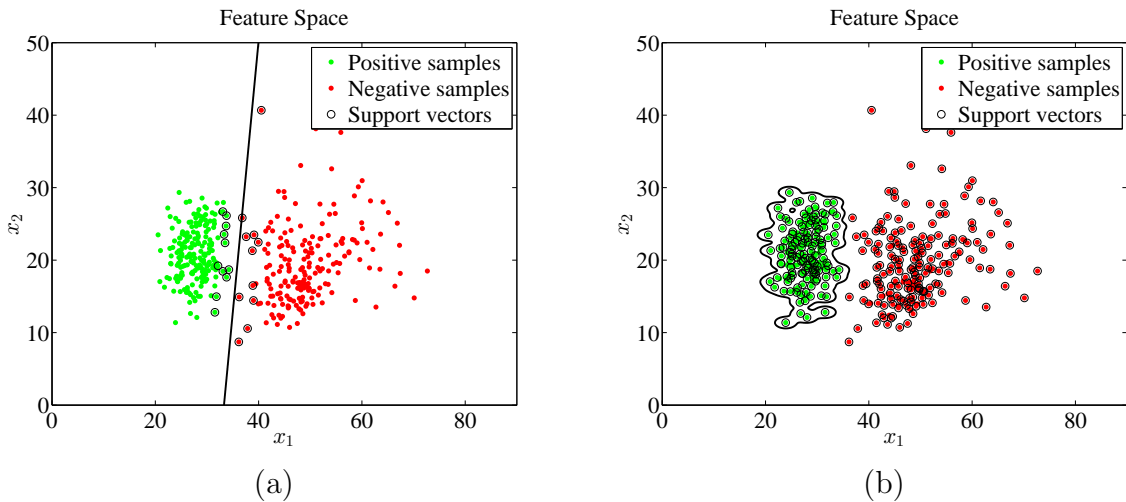 Feature Space
50
40
30
20
10
0
x2
0 20 40 60 80
x1
Positive samples
Negative samples
Support vectors
(a)
Feature Space
50
40
30
20
10
0
x2
0 20 40 60 80
x1
Positive samples
Negative samples
Support vectors
(b)